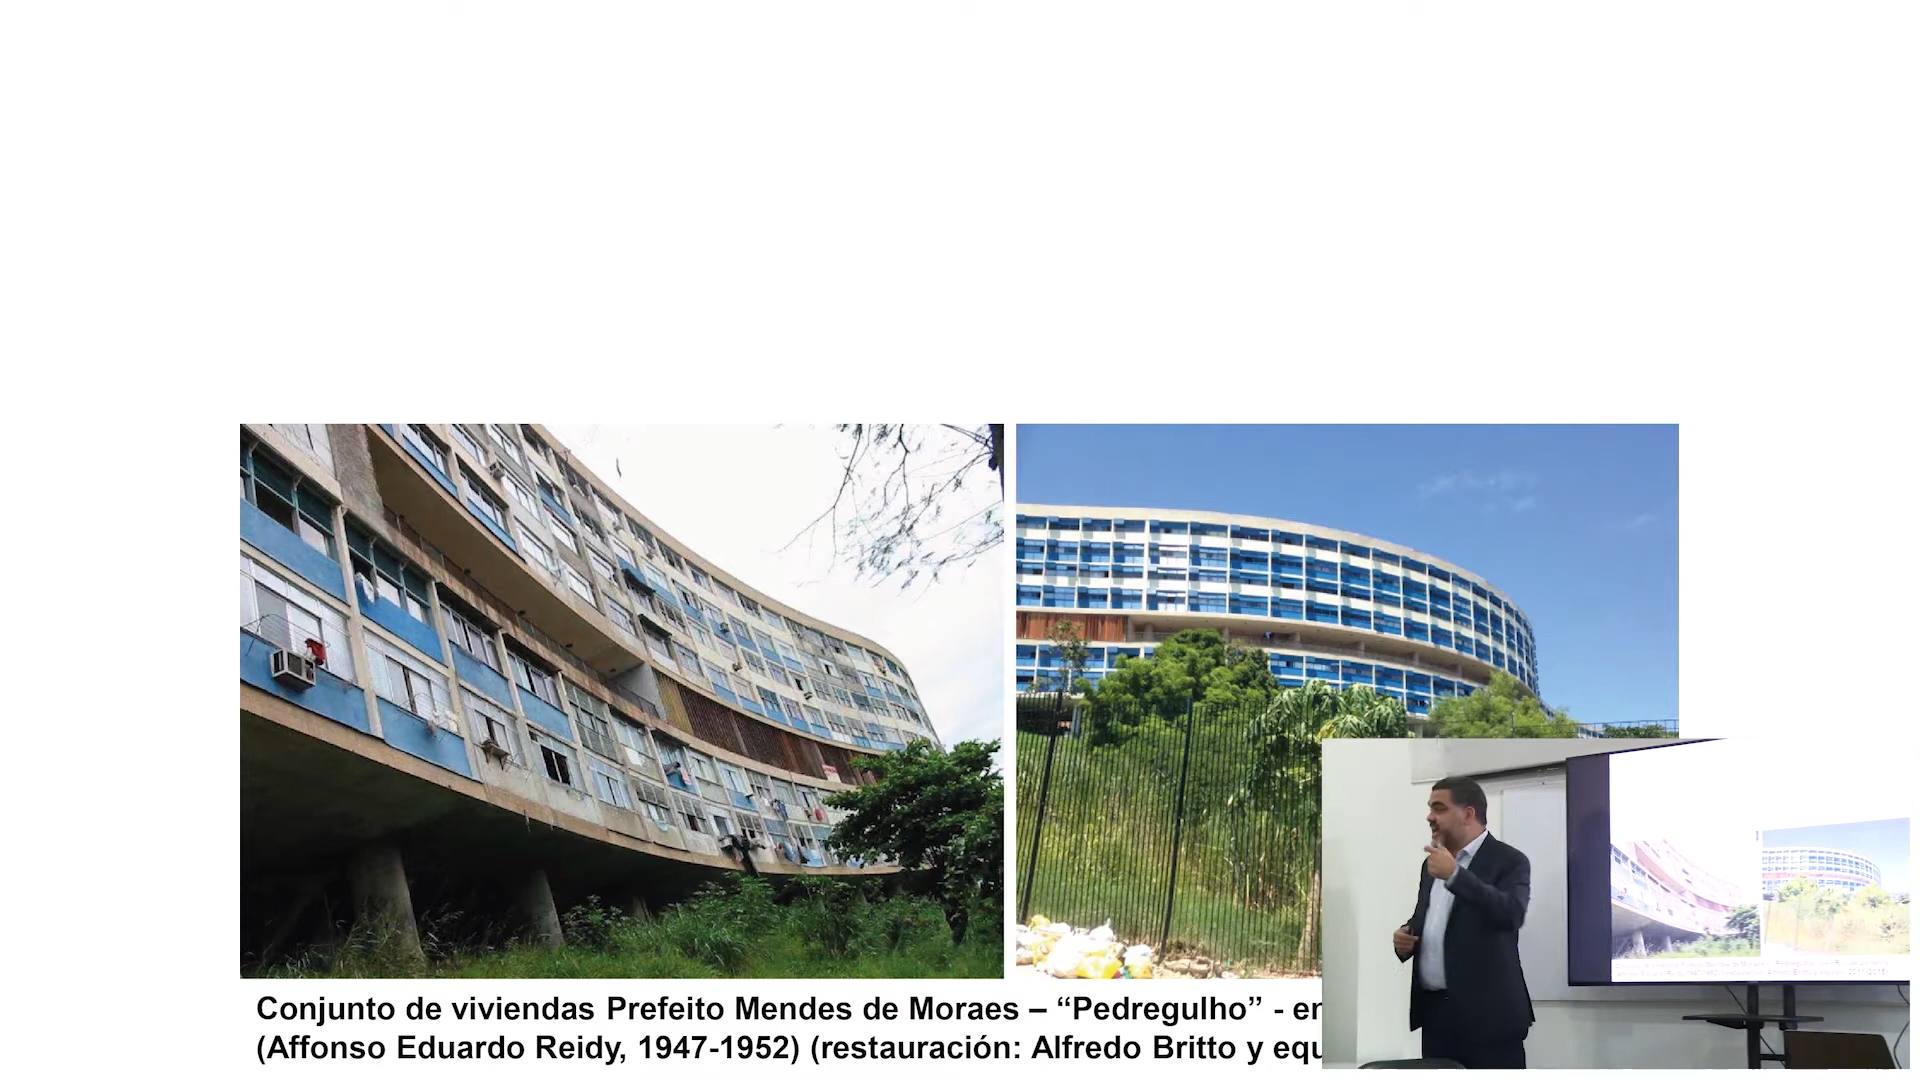 Conjunto de viviendas Prefeito Mendes de Moraes – “Pedregulho” - en
(Affonso Eduardo Reidy, 1947-1952) (restauración: Alfredo Britto y equ